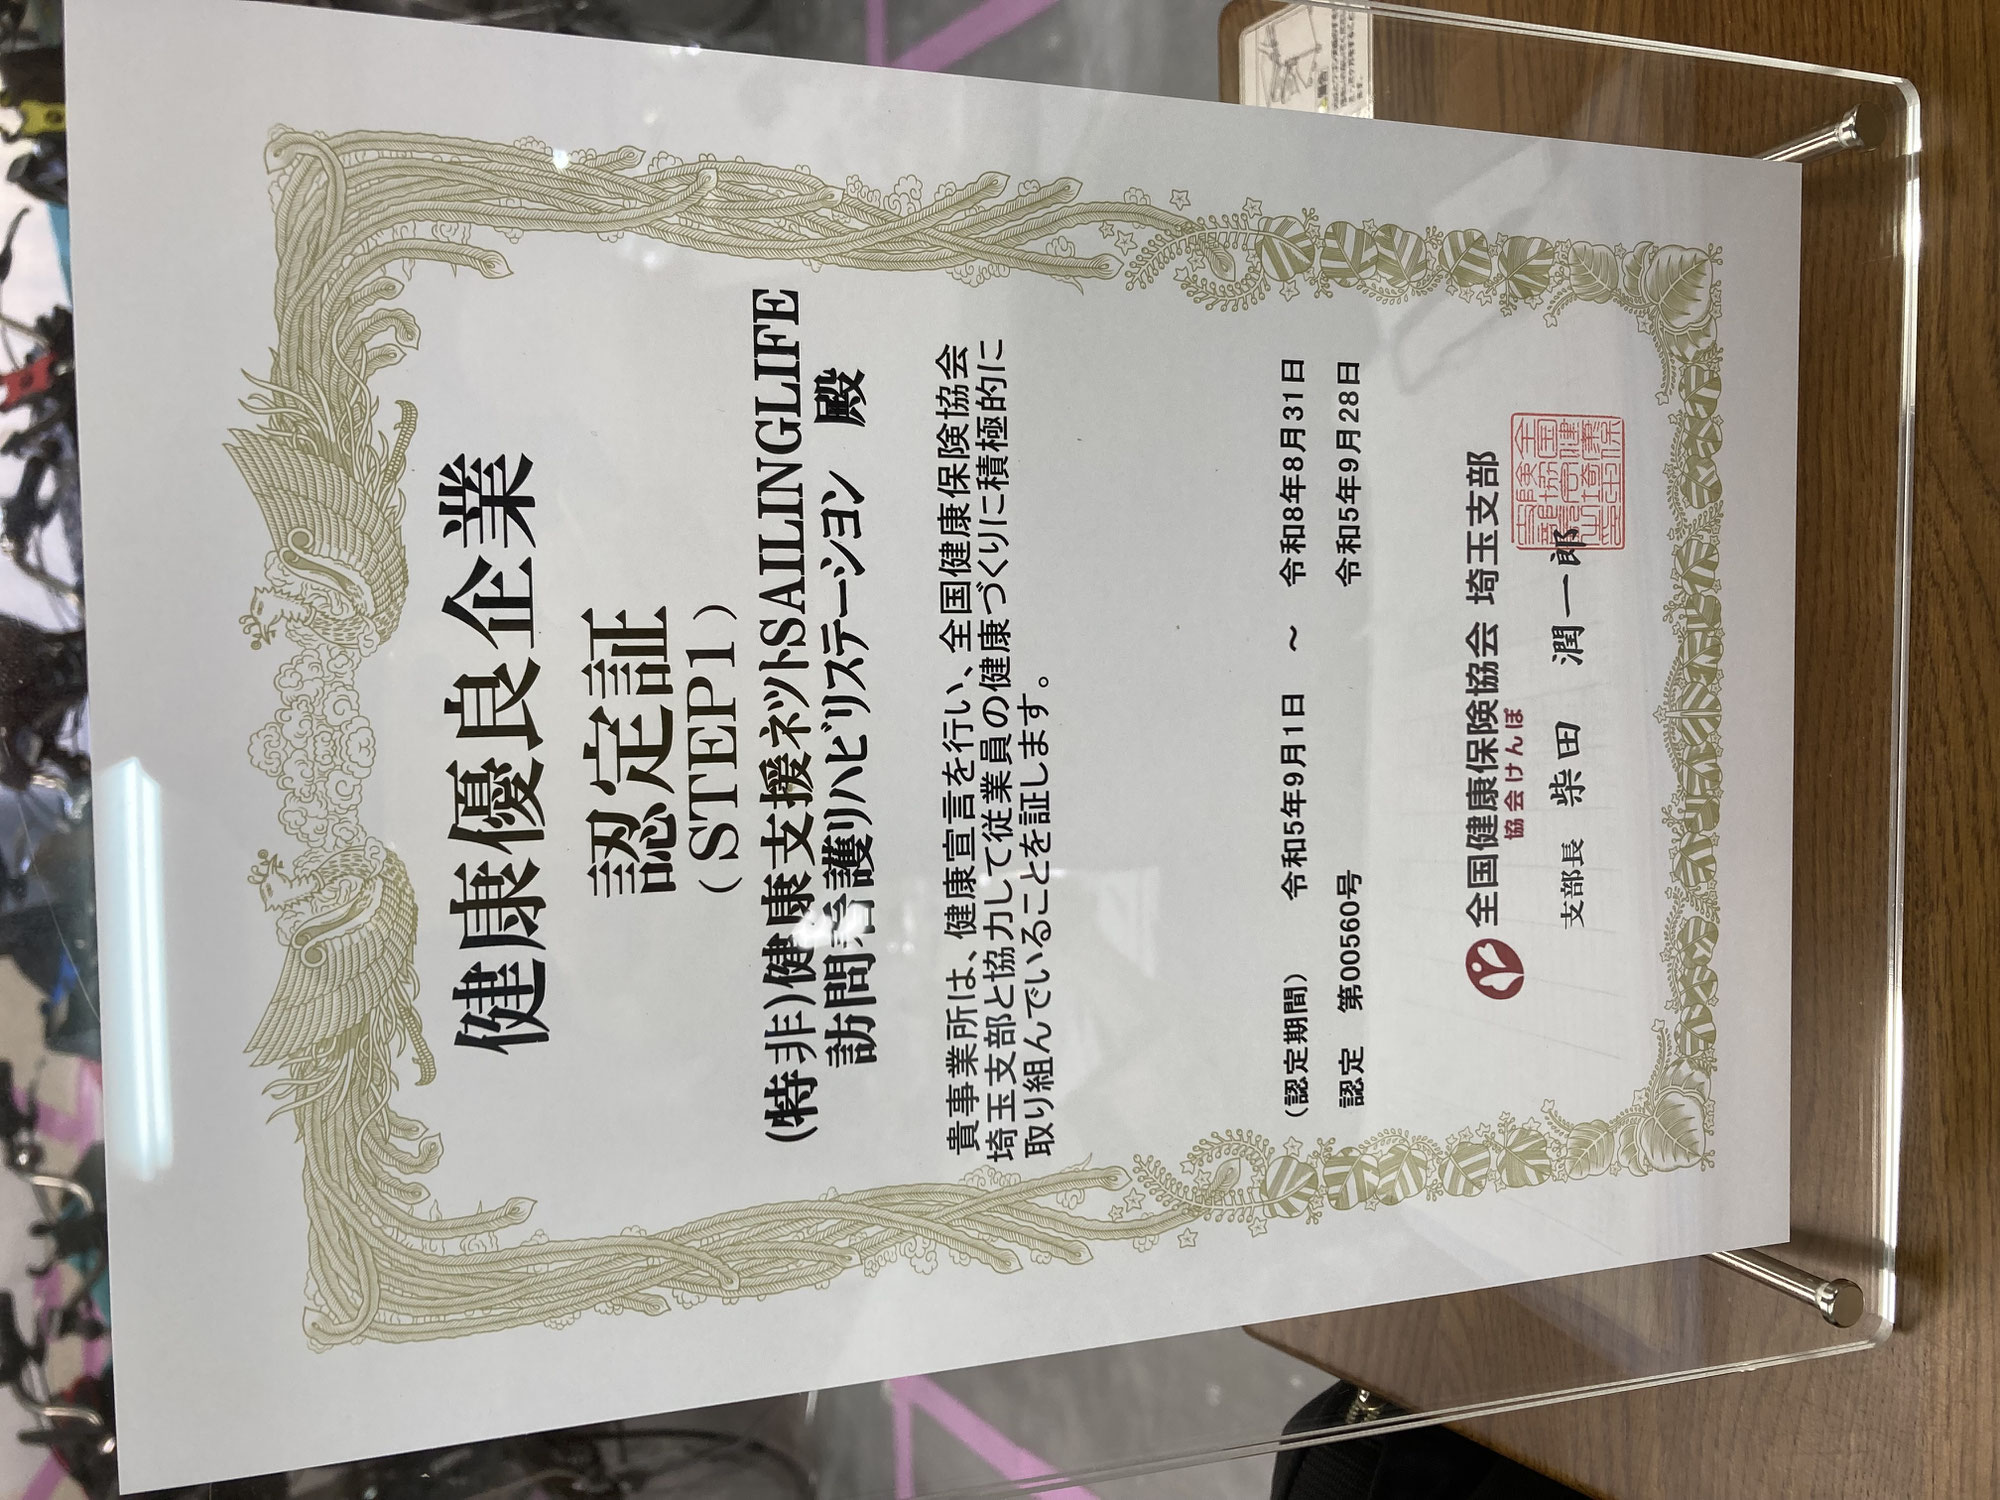 健康優良企業
認定証
(STEP1)
(特非)健康支援ネットSAILINGLIFE
訪問看護リハビリステーション　殿
貴事業所は、健康宣言を行い、全国健康保険協会
埼玉支部と協力して従業員の健康づくりに積極的に
取り組んでいることを証します。
(認定期間)　令和5年9月1日　～　令和8年8月31日
認定　第00560号　令和5年9月28日
全国健康保険協会 埼玉支部
協会けんぽ
支部長　柴田　潤一郎